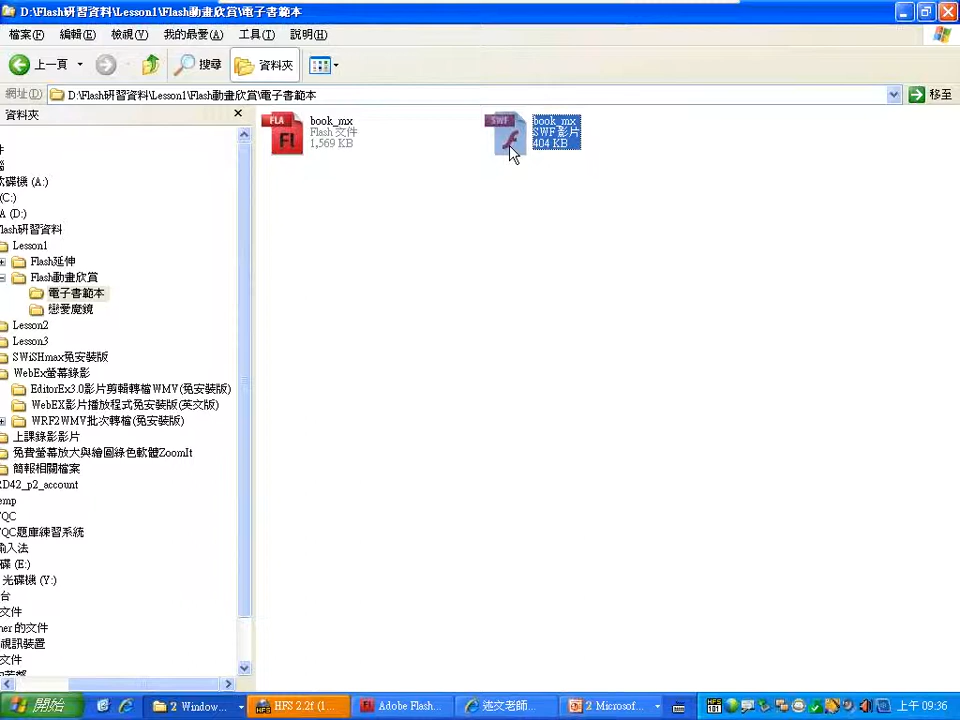 D:\Flash研習資料\Lesson1\Flash動畫欣賞\電子書範本
檔案(F) 編輯(E) 檢視(V) 我的最愛(A) 工具(T) 說明(H)
上一頁 搜尋 資料夾
網址(D) D:\Flash研習資料\Lesson1\Flash動畫欣賞\電子書範本 移至
資料夾
FLA
Fl
book_mx
Flash 文件
1,569 KB
SWF
book_mx
SWF 影片
404 KB
碟機 (A:)
(C:)
A (D:)
lash研習資料
Lesson1
Flash延伸
Flash動畫欣賞
電子書範本
戀愛魔鏡
Lesson2
Lesson3
SWiSHmax免安裝版
WebEx螢幕錄影
EditorEx3.0影片剪輯轉檔WMV(免安裝版)
WebEX影片播放程式免安裝版(英文版)
WRF2WMV批次轉檔(免安裝版)
上課錄影影片
免費螢幕放大與繪圖綠色軟體ZoomIt
簡報相關檔案
RD42_p2_account
emp
QC
QC題庫練習系統
輸入法
碟 (E:)
光碟機 (Y:)
台
文件
ner 的文件
視訊裝置
文件
開始 2 Window... HFS 2.2f (1... Adobe Flash... 述文老師... 2 Microsof... 上午 09:36